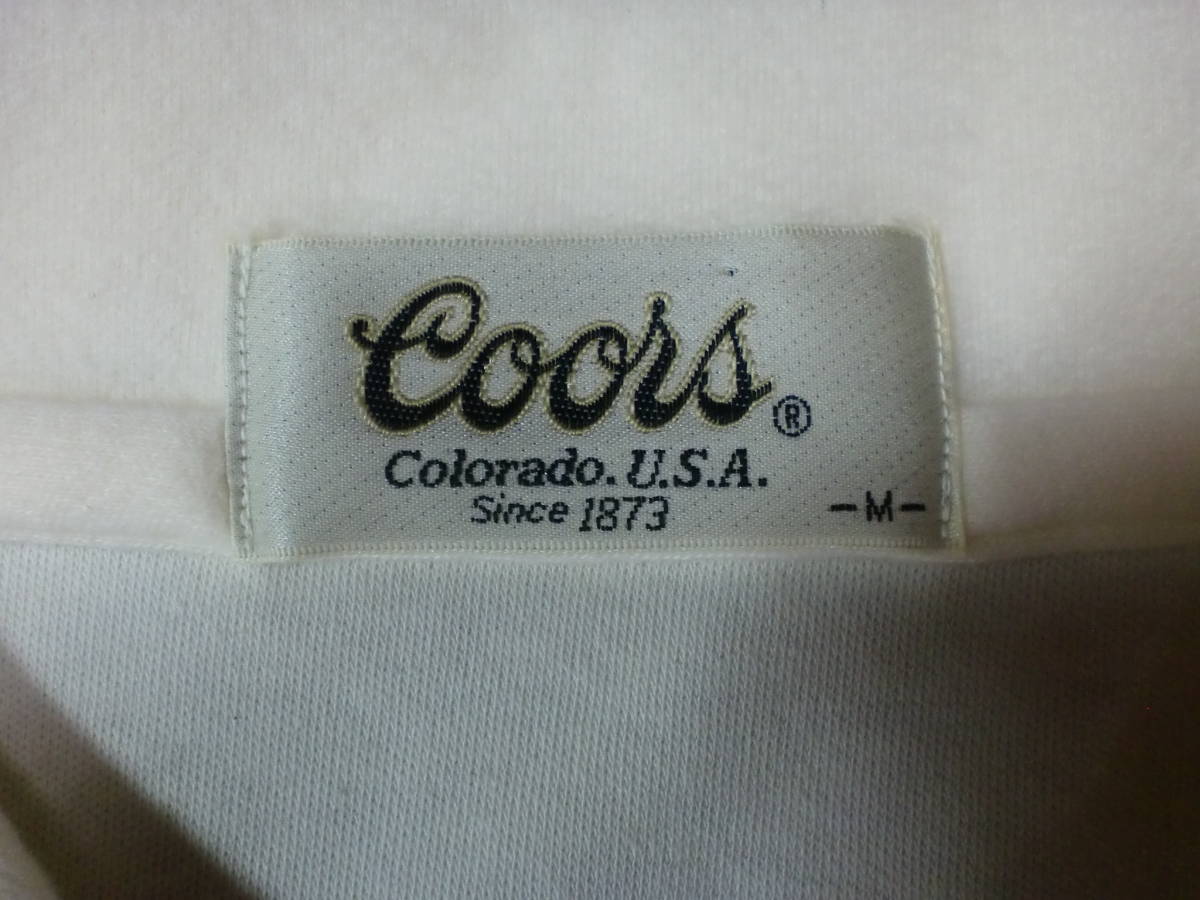 Coors®
Colorado. U.S.A.
Since 1873
-M-